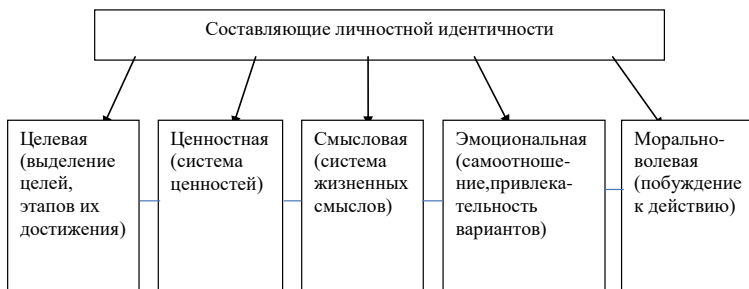 Составляющие личностной идентичности
Целевая
(выделение
целей,
этапов их
достижения)
Ценностная
(система
ценностей)
Смысловая
(система
жизненных
смыслов)
Эмоциональная
(самоотноше-
ние,привлека-
тельность
вариантов)
Морально-
волевая
(побуждение
к действию)